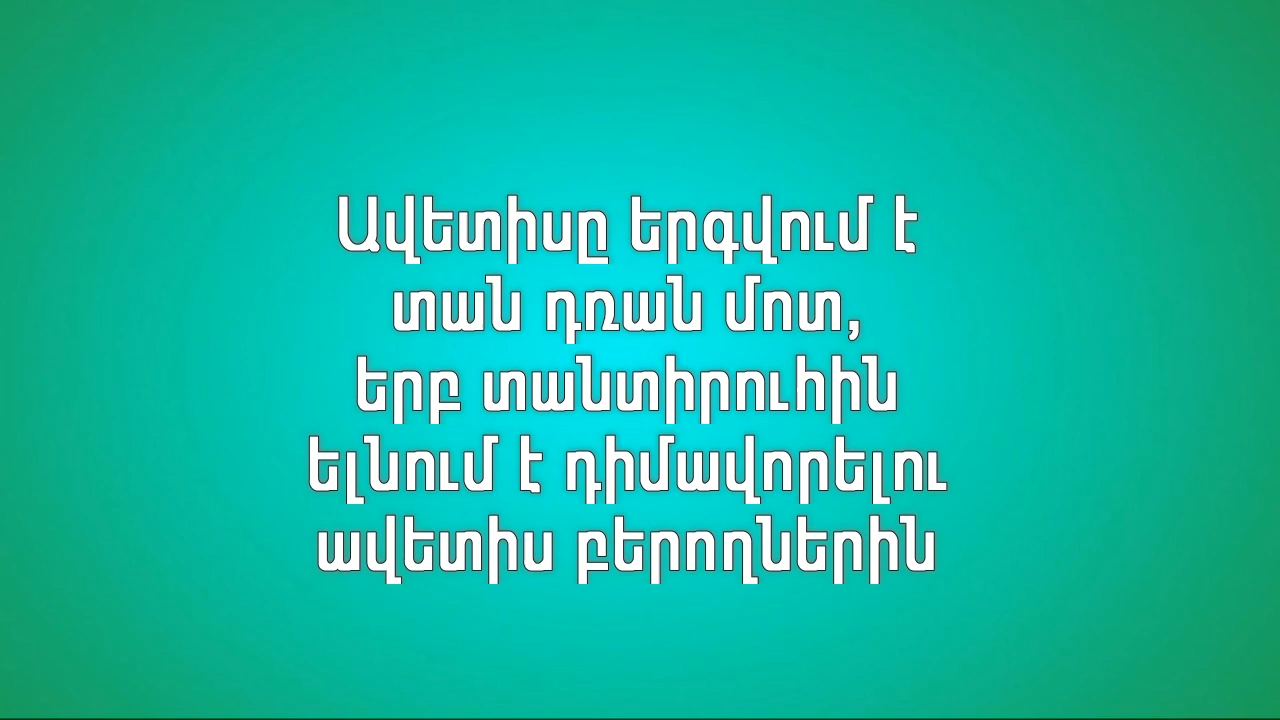 Ավետիսը երգվում է
տան դռան մոտ,
երբ տանտիրուհին
ելնում է դիմավորելու
ավետիս բերողներին